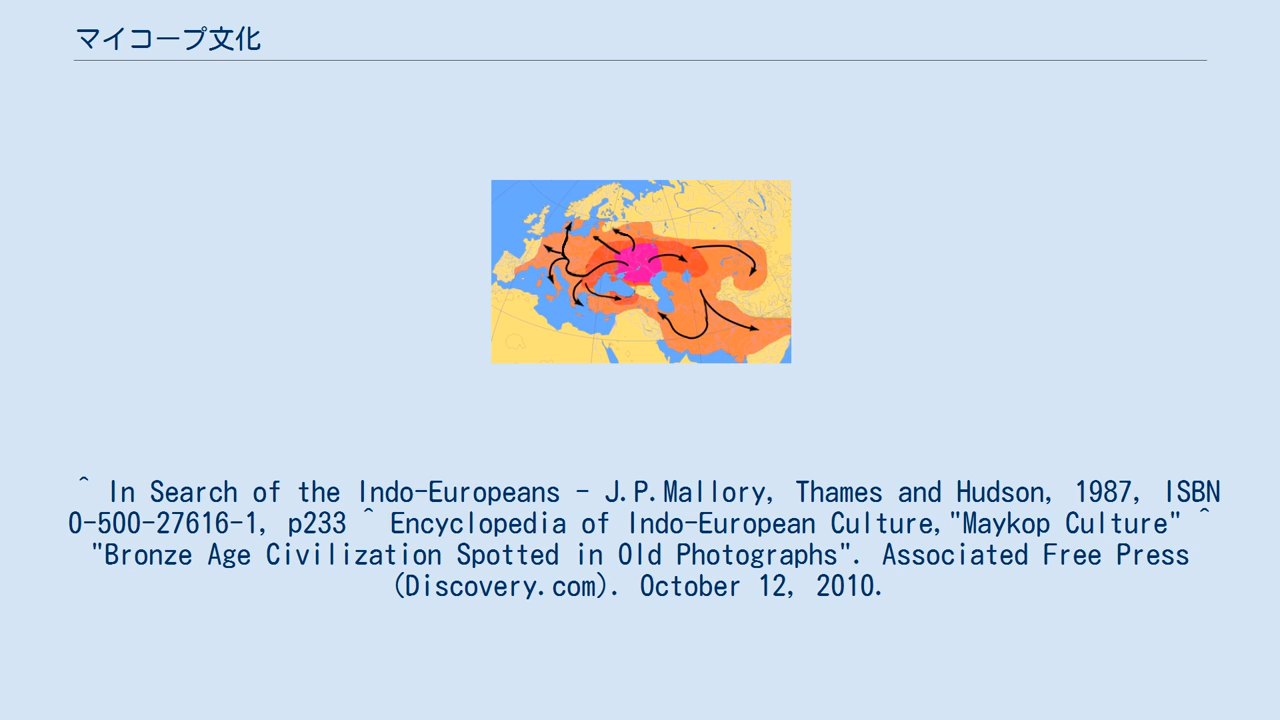 マイコープ文化
^ In Search of the Indo-Europeans - J.P.Mallory, Thames and Hudson, 1987, ISBN
0-500-27616-1, p233 ^ Encyclopedia of Indo-European Culture,"Maykop Culture" ^
"Bronze Age Civilization Spotted in Old Photographs". Associated Free Press
(Discovery.com). October 12, 2010.